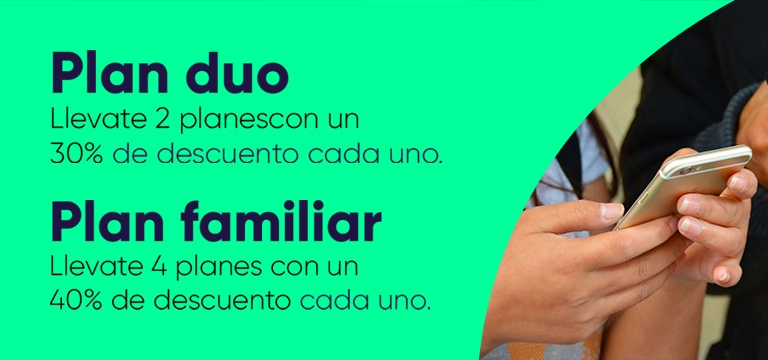 Plan duo
Llevate 2 planescon un
30% de descuento cada uno.
Plan familiar
Llevate 4 planes con un
40% de descuento cada uno.